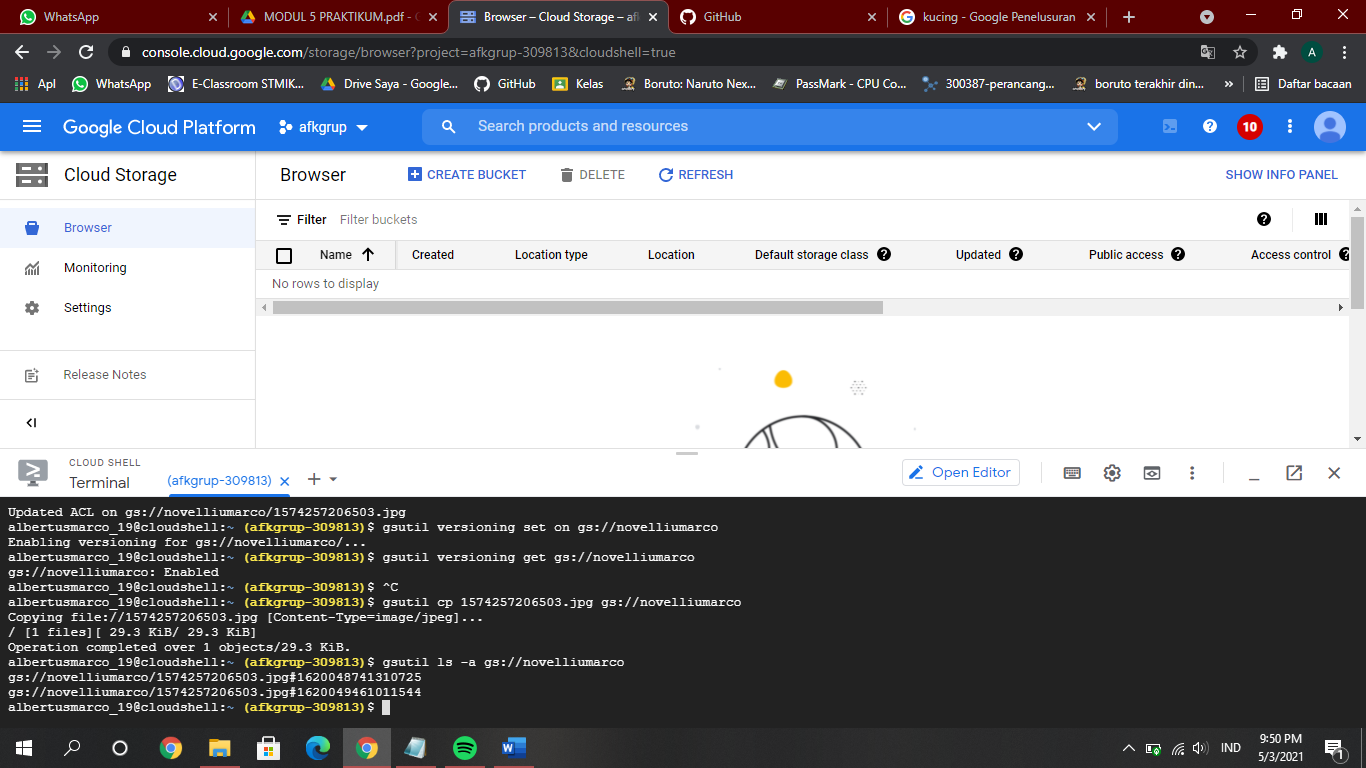 WhatsApp
MODUL 5 PRAKTIKUM.pdf -
Browser – Cloud Storage – af
GitHub
kucing - Google Penelusuran
console.cloud.google.com/storage/browser?project=afkgrup-309813&cloudshell=true
A
Apl
WhatsApp
E-Classroom STMIK...
Drive Saya - Google...
GitHub
Kelas
Boruto: Naruto Nex...
PassMark - CPU Co...
300387-perancang...
boruto terakhir din...
»
Daftar bacaan
Google Cloud Platform
afkgrup
Search products and resources
10
Cloud Storage
Browser
CREATE BUCKET
DELETE
REFRESH
SHOW INFO PANEL
Browser
Monitoring
Settings
Release Notes
Filter
Filter buckets
Name
Created
Location type
Location
Default storage class
Updated
Public access
Access control
No rows to display
CLOUD SHELL
Terminal
(afkgrup-309813)
Open Editor
Updated ACL on gs://novelliumarco/1574257206503.jpg
albertusmarco_19@cloudshell:~ (afkgrup-309813)$ gsutil versioning set on gs://novelliumarco
Enabling versioning for gs://novelliumarco/...
albertusmarco_19@cloudshell:~ (afkgrup-309813)$ gsutil versioning get gs://novelliumarco
gs://novelliumarco: Enabled
albertusmarco_19@cloudshell:~ (afkgrup-309813)$ ^C
albertusmarco_19@cloudshell:~ (afkgrup-309813)$ gsutil cp 1574257206503.jpg gs://novelliumarco
Copying file://1574257206503.jpg [Content-Type=image/jpeg]...
/ [1 files][ 29.3 KiB/ 29.3 KiB]
Operation completed over 1 objects/29.3 KiB.
albertusmarco_19@cloudshell:~ (afkgrup-309813)$ gsutil ls -a gs://novelliumarco
gs://novelliumarco/1574257206503.jpg#1620048741310725
gs://novelliumarco/1574257206503.jpg#1620049461011544
albertusmarco_19@cloudshell:~ (afkgrup-309813)$
IND
9:50 PM
5/3/2021
1